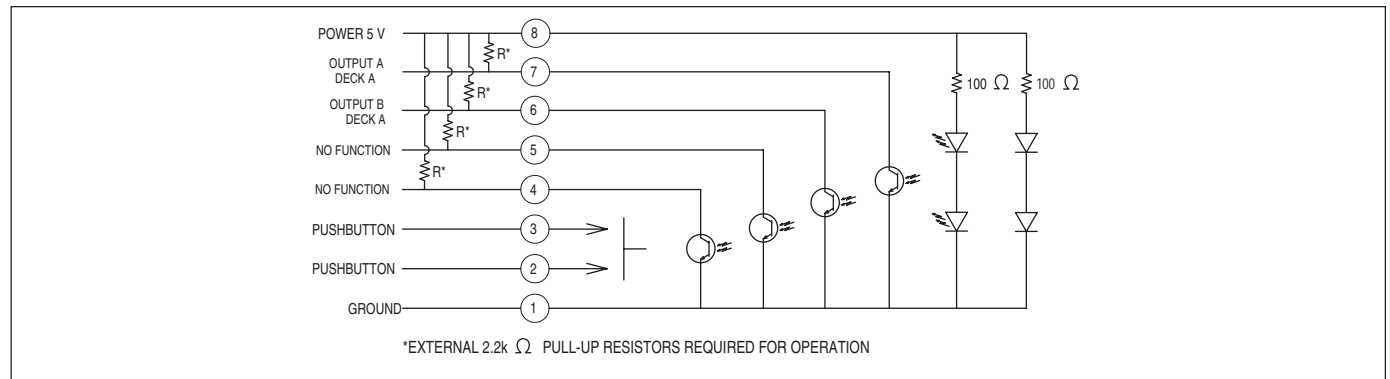 POWER 5 V
8
R*
OUTPUT A
DECK A
7
100 Ω
100 Ω
R*
OUTPUT B
DECK A
6
R*
NO FUNCTION
5
R*
NO FUNCTION
4
PUSHBUTTON
3
PUSHBUTTON
2
GROUND
1
*EXTERNAL 2.2k Ω PULL-UP RESISTORS REQUIRED FOR OPERATION